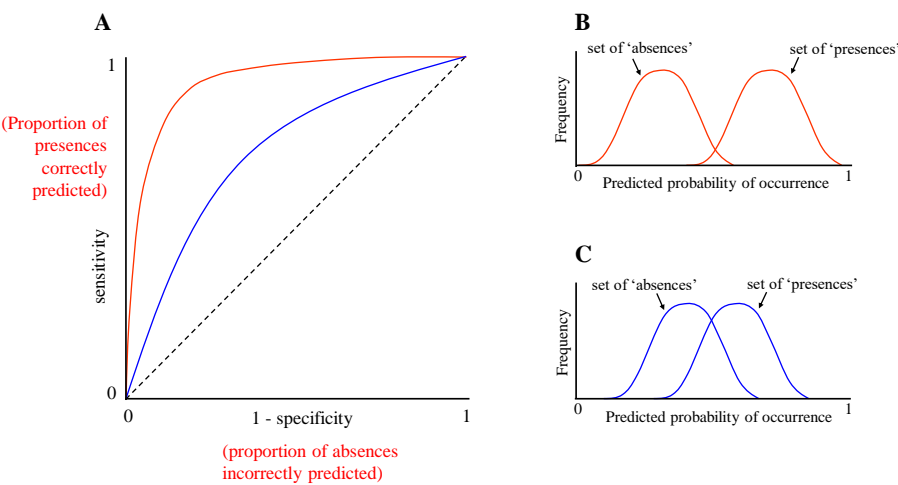 A
1
(Proportion of
presences
correctly
predicted)
sensitivity
0
0
1 - specificity
1
(proportion of absences
incorrectly predicted)
B
set of ‘absences’
set of ‘presences’
Frequency
0
Predicted probability of occurrence
1
C
set of ‘absences’
set of ‘presences’
Frequency
0
Predicted probability of occurrence
1